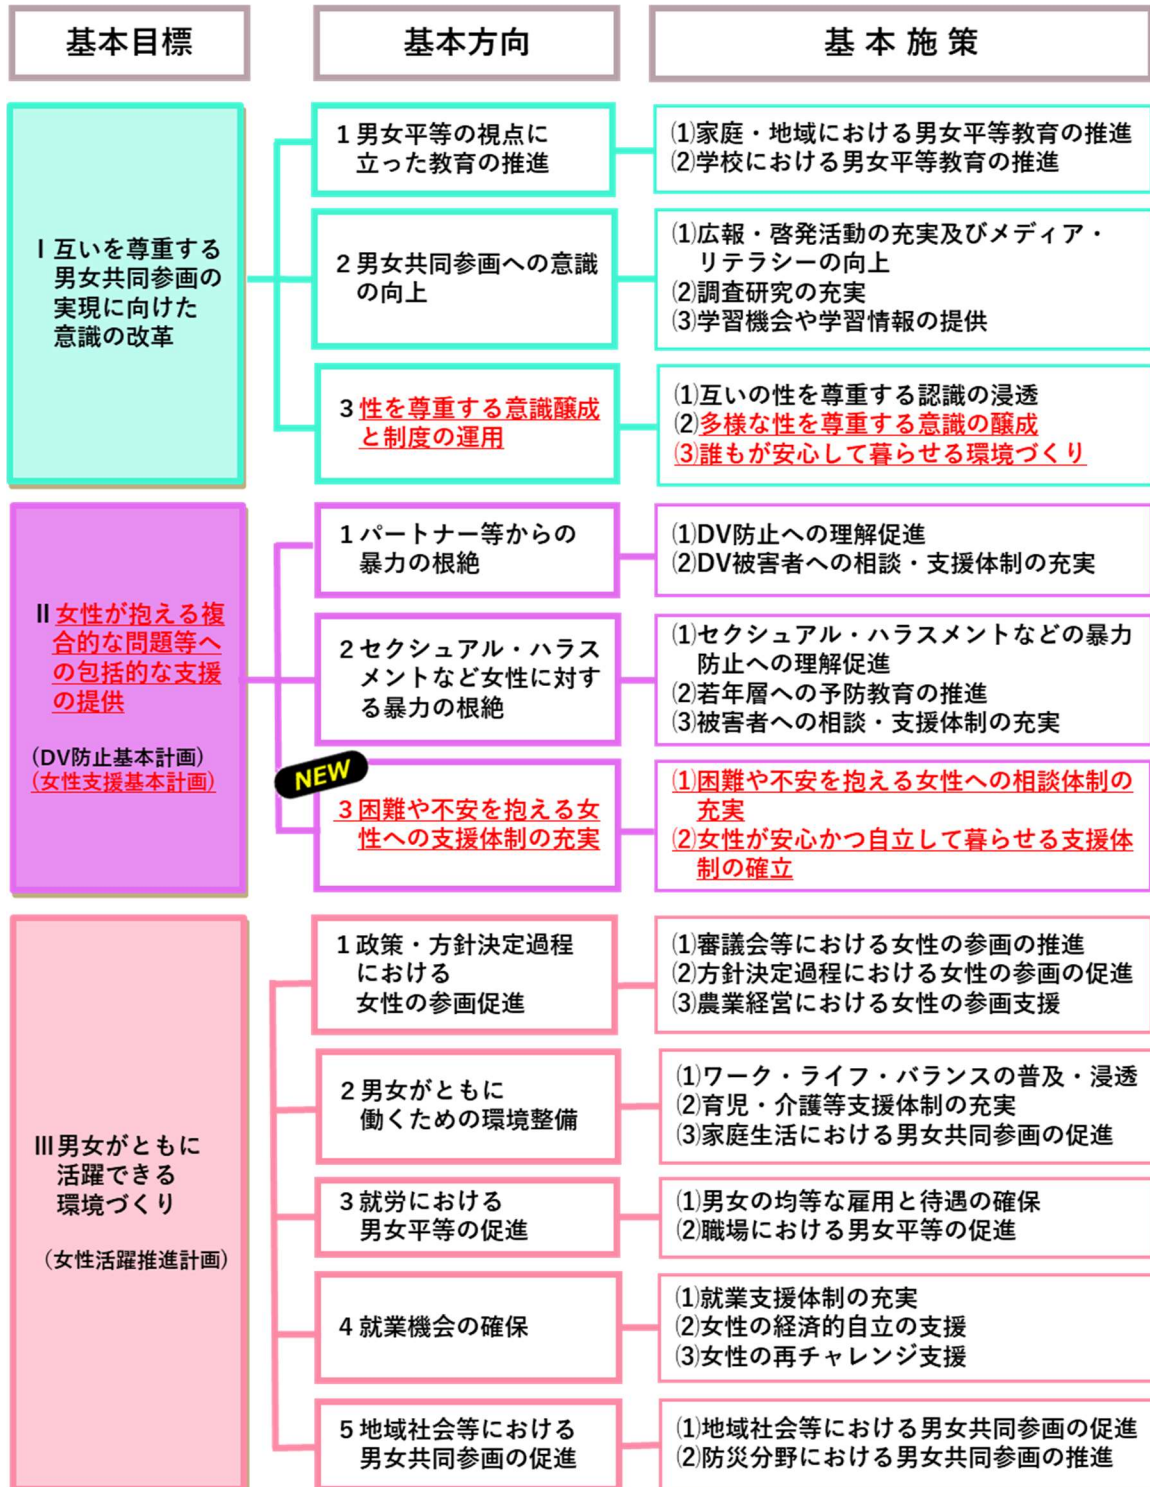 基本目標
基本方向
基 本 施 策
Ⅰ 互いを尊重する
男女共同参画の
実現に向けた
意識の改革
1 男女平等の視点に
立った教育の推進
⑴家庭・地域における男女平等教育の推進
⑵学校における男女平等教育の推進
2 男女共同参画への意識
の向上
⑴広報・啓発活動の充実及びメディア・
リテラシーの向上
⑵調査研究の充実
⑶学習機会や学習情報の提供
3 性を尊重する意識醸成
と制度の運用
⑴互いの性を尊重する認識の浸透
⑵多様な性を尊重する意識の醸成
⑶誰もが安心して暮らせる環境づくり
Ⅱ 女性が抱える複
合的な問題等へ
の包括的な支援
の提供
(DV防止基本計画)
(女性支援基本計画)
1 パートナー等からの
暴力の根絶
⑴DV防止への理解促進
⑵DV被害者への相談・支援体制の充実
2 セクシュアル・ハラス
メントなど女性に対す
る暴力の根絶
⑴セクシュアル・ハラスメントなどの暴力
防止への理解促進
⑵若年層への予防教育の推進
⑶被害者への相談・支援体制の充実
NEW
3 困難や不安を抱える女
性への支援体制の充実
⑴困難や不安を抱える女性への相談体制の
充実
⑵女性が安心かつ自立して暮らせる支援体
制の確立
Ⅲ 男女がともに
活躍できる
環境づくり
(女性活躍推進計画)
1 政策・方針決定過程
における
女性の参画促進
⑴審議会等における女性の参画の推進
⑵方針決定過程における女性の参画の促進
⑶農業経営における女性の参画支援
2 男女がともに
働くための環境整備
⑴ワーク・ライフ・バランスの普及・浸透
⑵育児・介護等支援体制の充実
⑶家庭生活における男女共同参画の促進
3 就労における
男女平等の促進
⑴男女の均等な雇用と待遇の確保
⑵職場における男女平等の促進
4 就業機会の確保
⑴就業支援体制の充実
⑵女性の経済的自立の支援
⑶女性の再チャレンジ支援
5 地域社会等における
男女共同参画の促進
⑴地域社会等における男女共同参画の促進
⑵防災分野における男女共同参画の推進